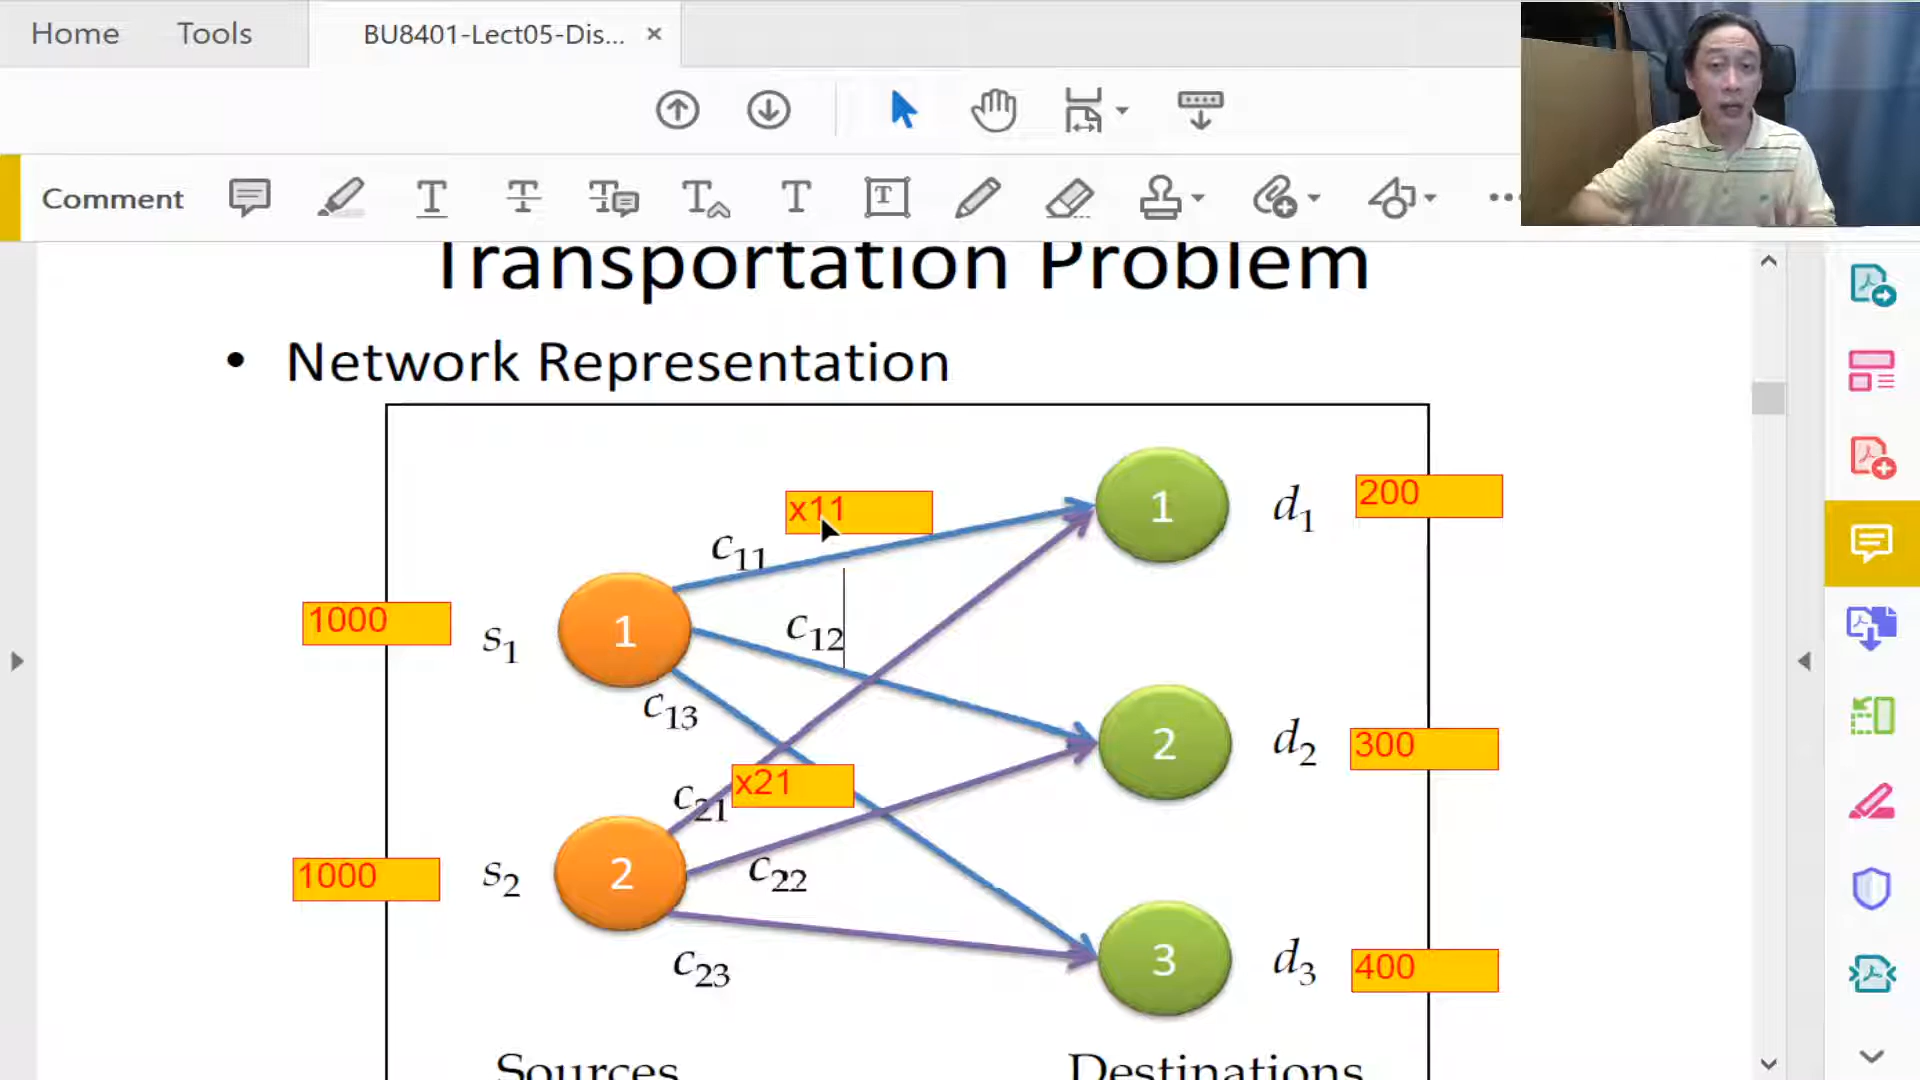 Home Tools BU8401-Lect05-Dis...
Comment
Transportation Problem
• Network Representation
x11
1
d1 200
c11
1000 s1 1
c12
c13
2
d2 300
x21
c21
1000 s2 2
c22
c23
3
d3 400
Sources Destinations